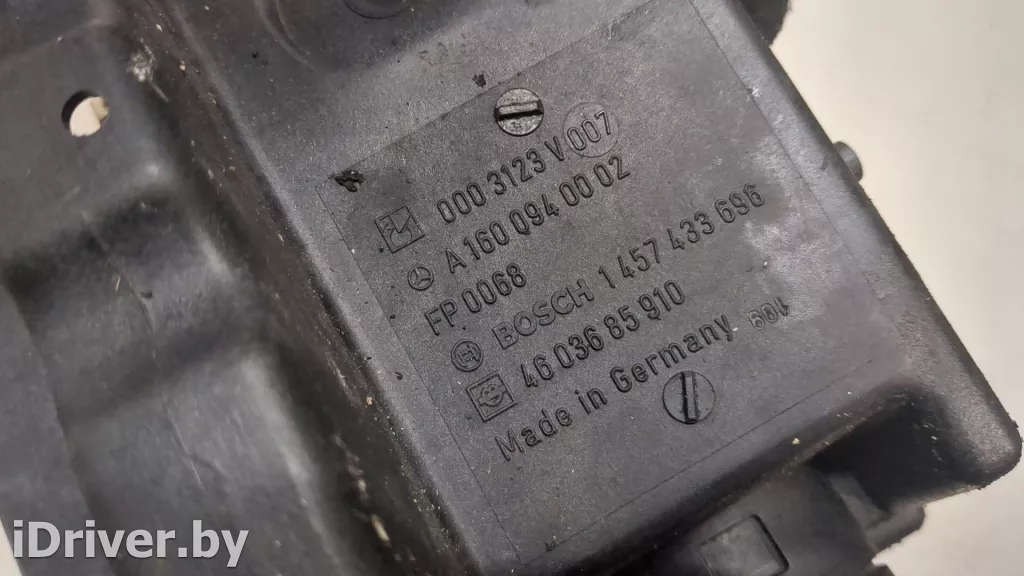 000 3123 V 007
A 160 094 00 02
FP 0068
BOSCH 1 457 433 696
46 036 85 910
Made in Germany
iDriver.by